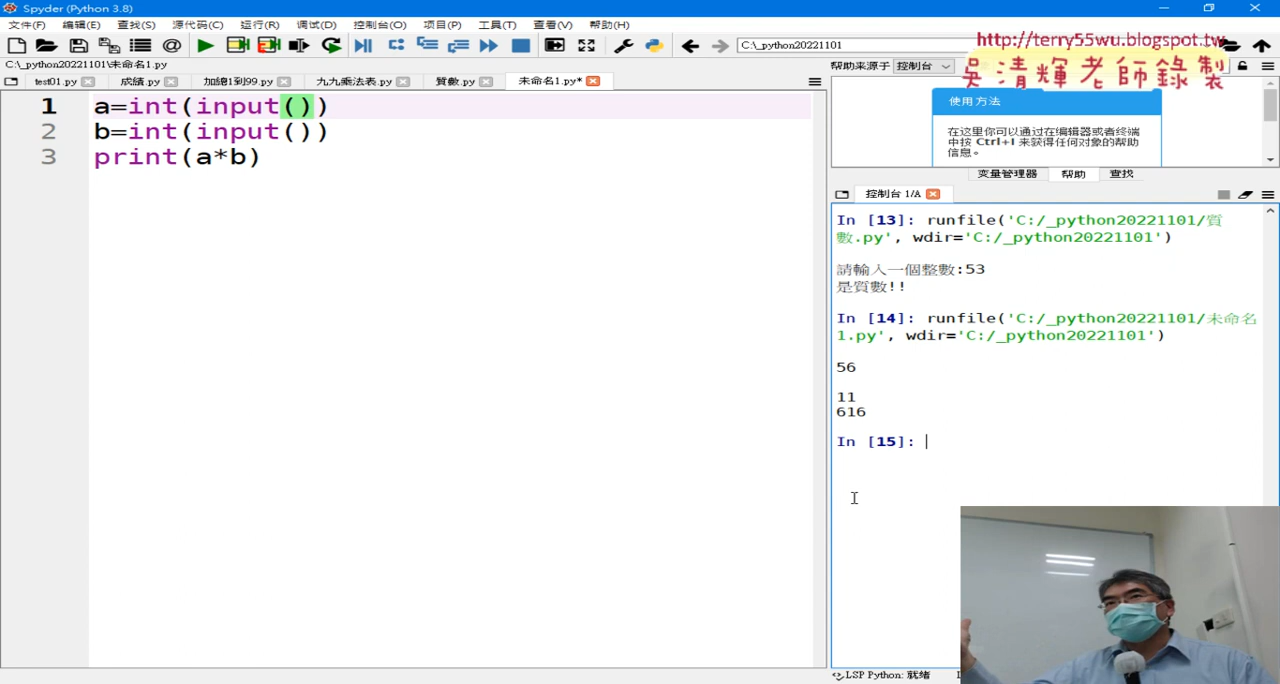 Spyder (Python 3.8)
文件(F) 编辑(E) 查找(S) 源代码(C) 运行(R) 调试(D) 控制台(O) 项目(P) 工具(T) 查看(V) 帮助(H)
C:\_python20221101
http://terry55wu.blogspot.tw
吳清輝老師錄製
C:\_python20221101\未命名1.py
帮助来源于 控制台
test01.py 成績.py 加總1到99.py 九九乘法表.py 質數.py 未命名1.py*
使用方法
在这里你可以通过在编辑器或者终端
中按 Ctrl+I 来获得任何对象的帮助
信息。
变量管理器 帮助 查找
1 a=int(input())
2 b=int(input())
3 print(a*b)
控制台 1/A
In [13]: runfile('C:/_python20221101/質
數.py', wdir='C:/_python20221101')
請輸入一個整數:53
是質數!!
In [14]: runfile('C:/_python20221101/未命名
1.py', wdir='C:/_python20221101')
56
11
616
In [15]:
LSP Python: 就绪